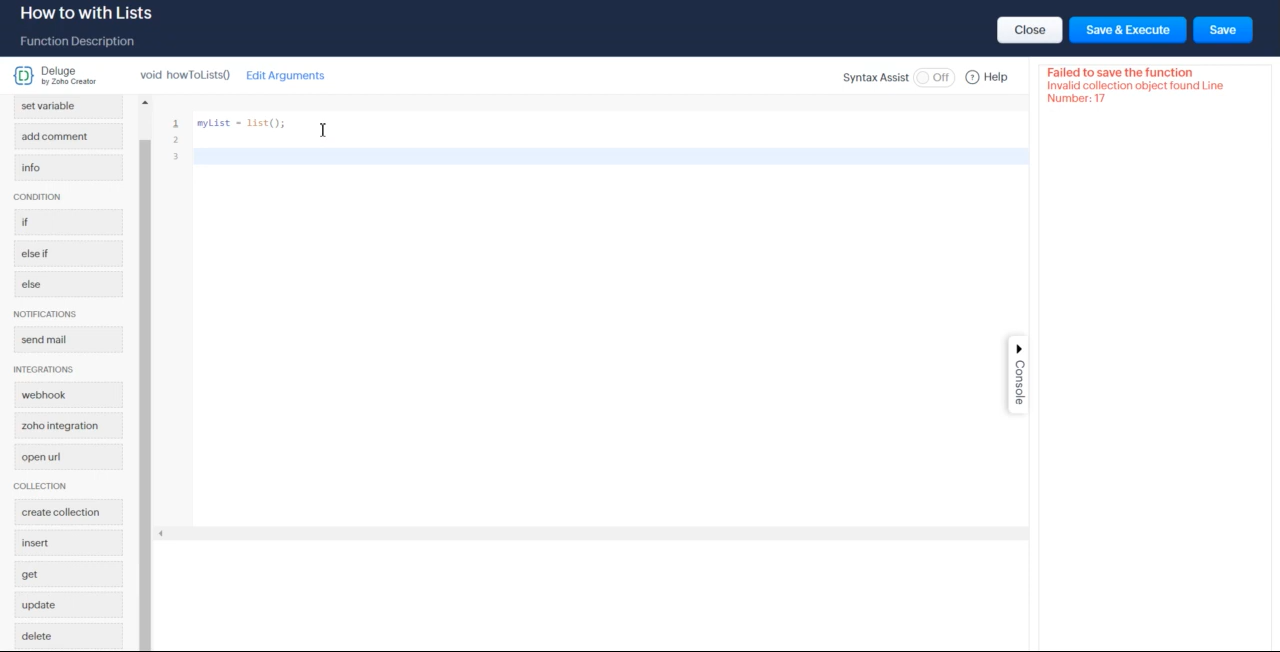 How to with Lists
Function Description
Close
Save & Execute
Save
Deluge
by Zoho Creator
void howToLists()
Edit Arguments
Syntax Assist
Off
? Help
Failed to save the function
Invalid collection object found Line
Number: 17
set variable
add comment
info
CONDITION
if
else if
else
NOTIFICATIONS
send mail
INTEGRATIONS
webhook
zoho integration
open url
COLLECTION
create collection
insert
get
update
delete
1 myList = list();
2
3
Console